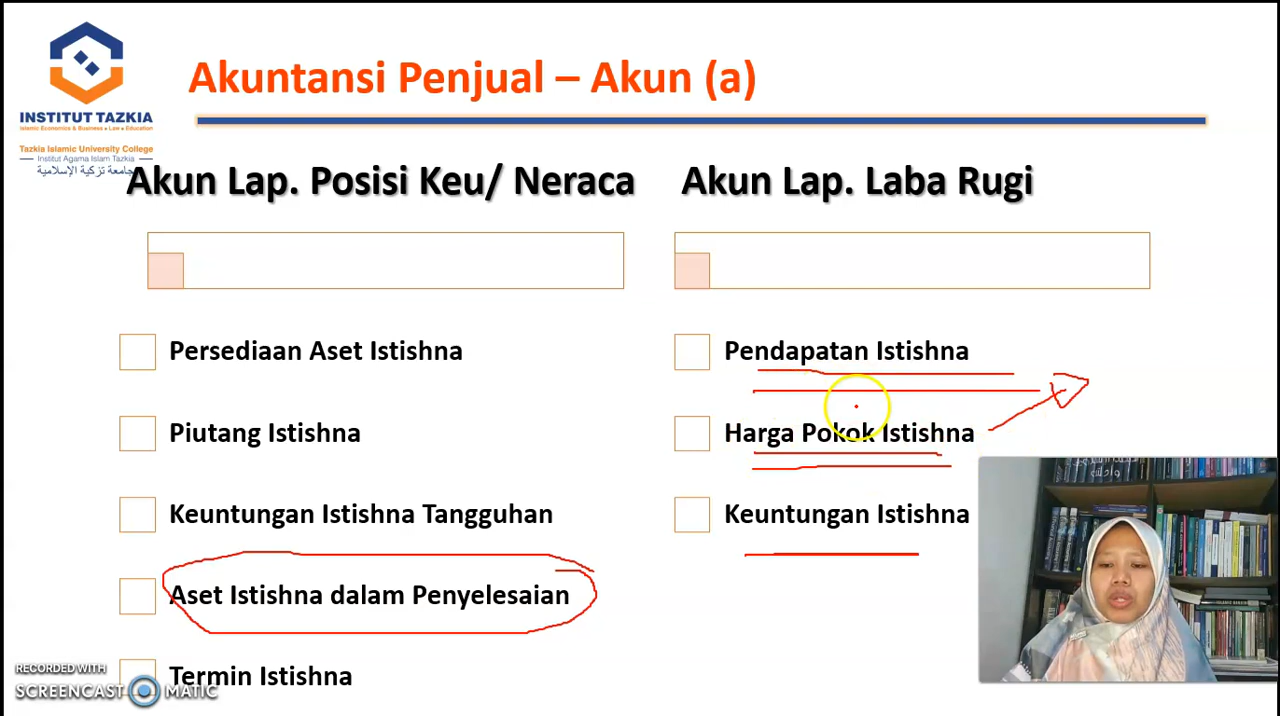 INSTITUT TAZKIA
Islamic Economics & Business • Law • Education
Tazkia Islamic University College
Institut Agama Islam Tazkia
جامعة تزكية الإسلامية
Akuntansi Penjual – Akun (a)
Akun Lap. Posisi Keu/ Neraca
Persediaan Aset Istishna
Piutang Istishna
Keuntungan Istishna Tangguhan
Aset Istishna dalam Penyelesaian
Termin Istishna
Akun Lap. Laba Rugi
Pendapatan Istishna
Harga Pokok Istishna
Keuntungan Istishna
RECORDED WITH
SCREENCAST MATIC